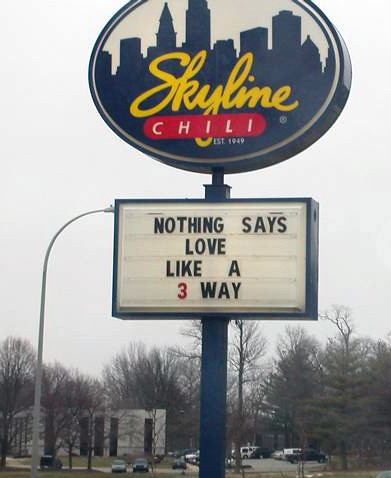 Skyline
CHILI
®
EST. 1949
NOTHING SAYS
LOVE
LIKE A
3 WAY